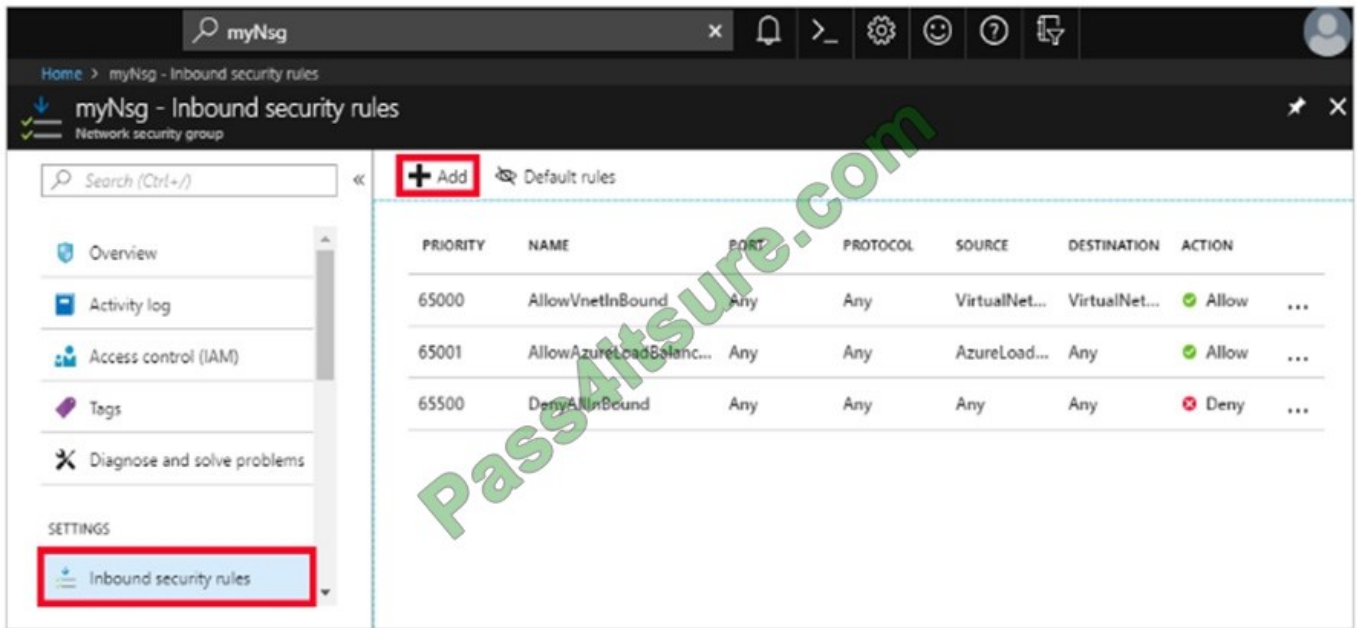 myNsg
Home > myNsg - Inbound security rules
myNsg - Inbound security rules
Network security group
Search (Ctrl+/)
Add
Default rules
Overview
Activity log
Access control (IAM)
Tags
Diagnose and solve problems
SETTINGS
Inbound security rules
PRIORITY NAME PORT PROTOCOL SOURCE DESTINATION ACTION
65000 AllowVnetInBound Any Any VirtualNet... VirtualNet... Allow ...
65001 AllowAzureLoadBalanc... Any Any AzureLoad... Any Allow ...
65500 DenyAllInBound Any Any Any Any Deny ...
Pass4itsure.com